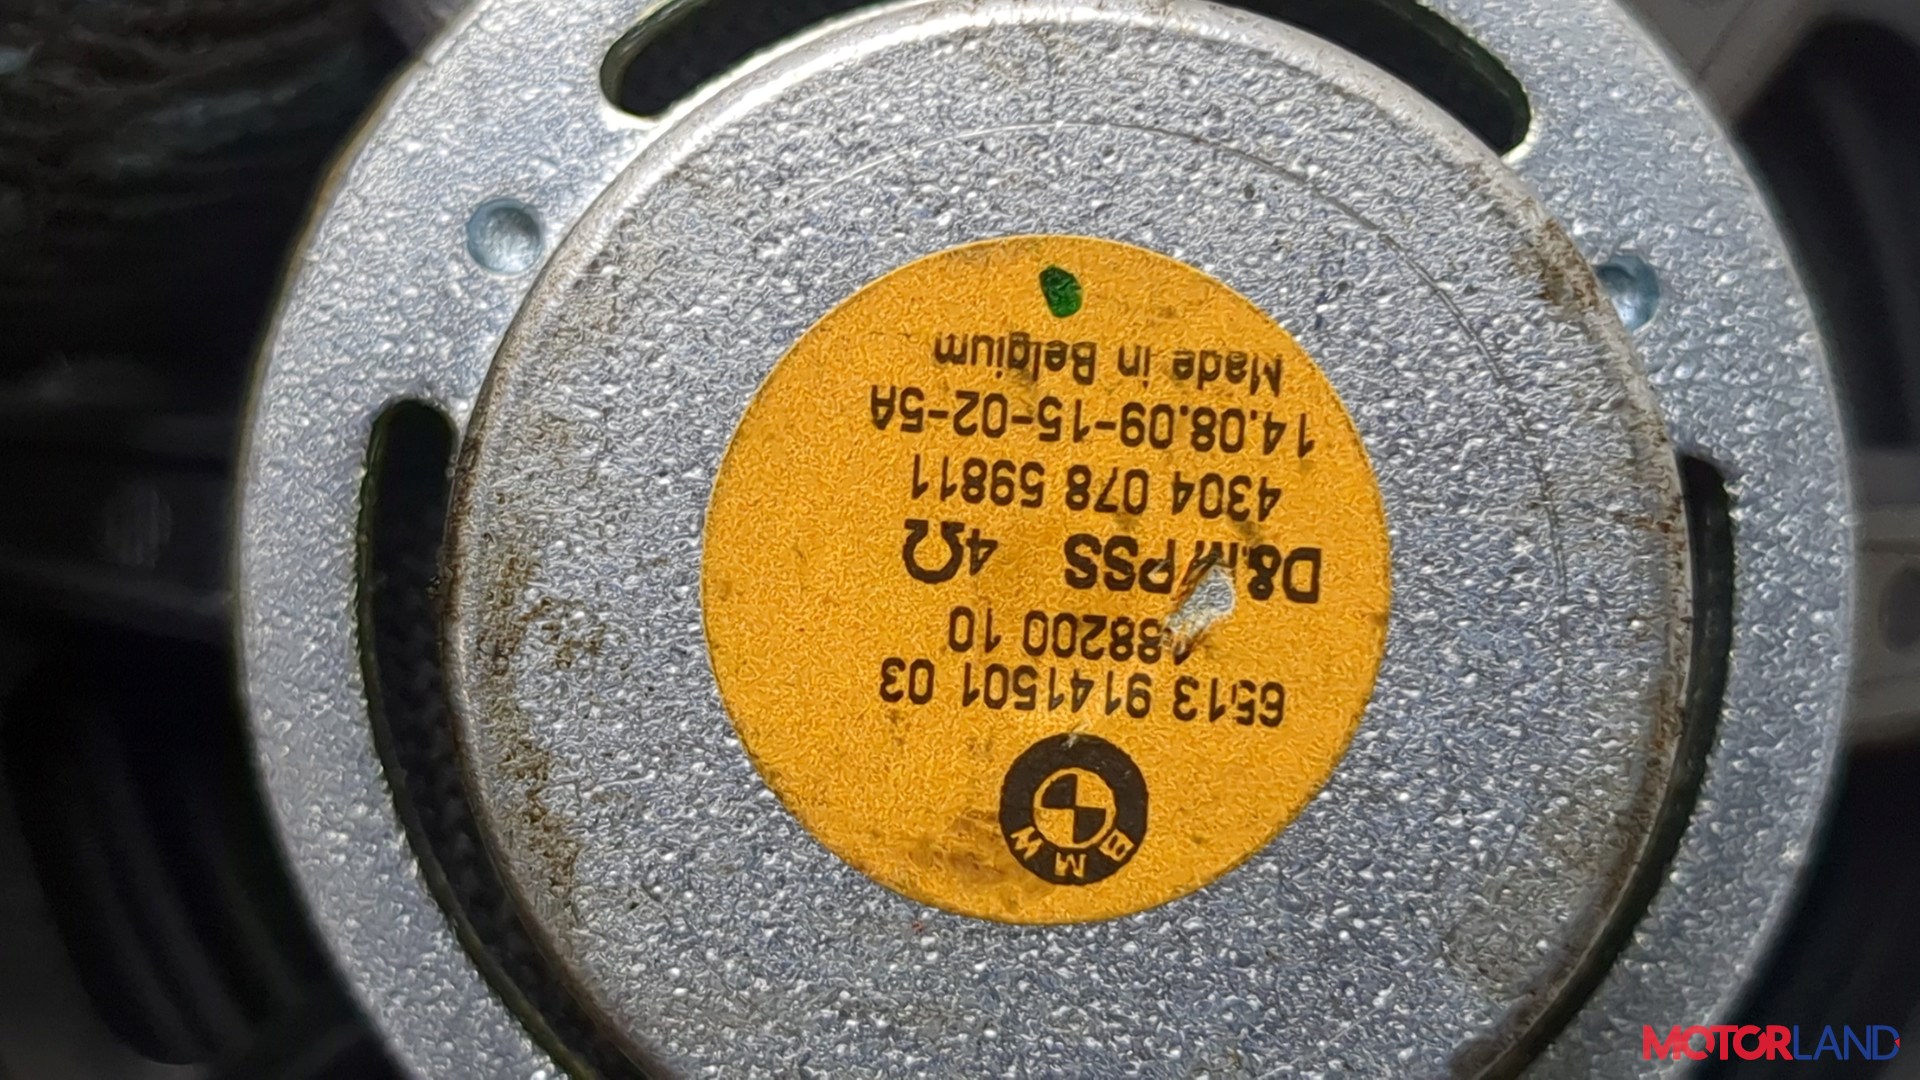 BMW
6513 9141501 03
88200 10
D&M/PSS 4Ω
4304 078 59811
14.08.09-15-02-5A
Made in Belgium
MOTORLAND